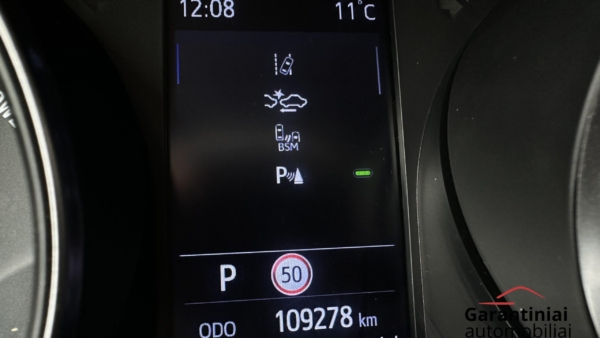 12:08 11°C
BSM
P
P 50
ODO 109278 km
Garantiniai
automobiliai